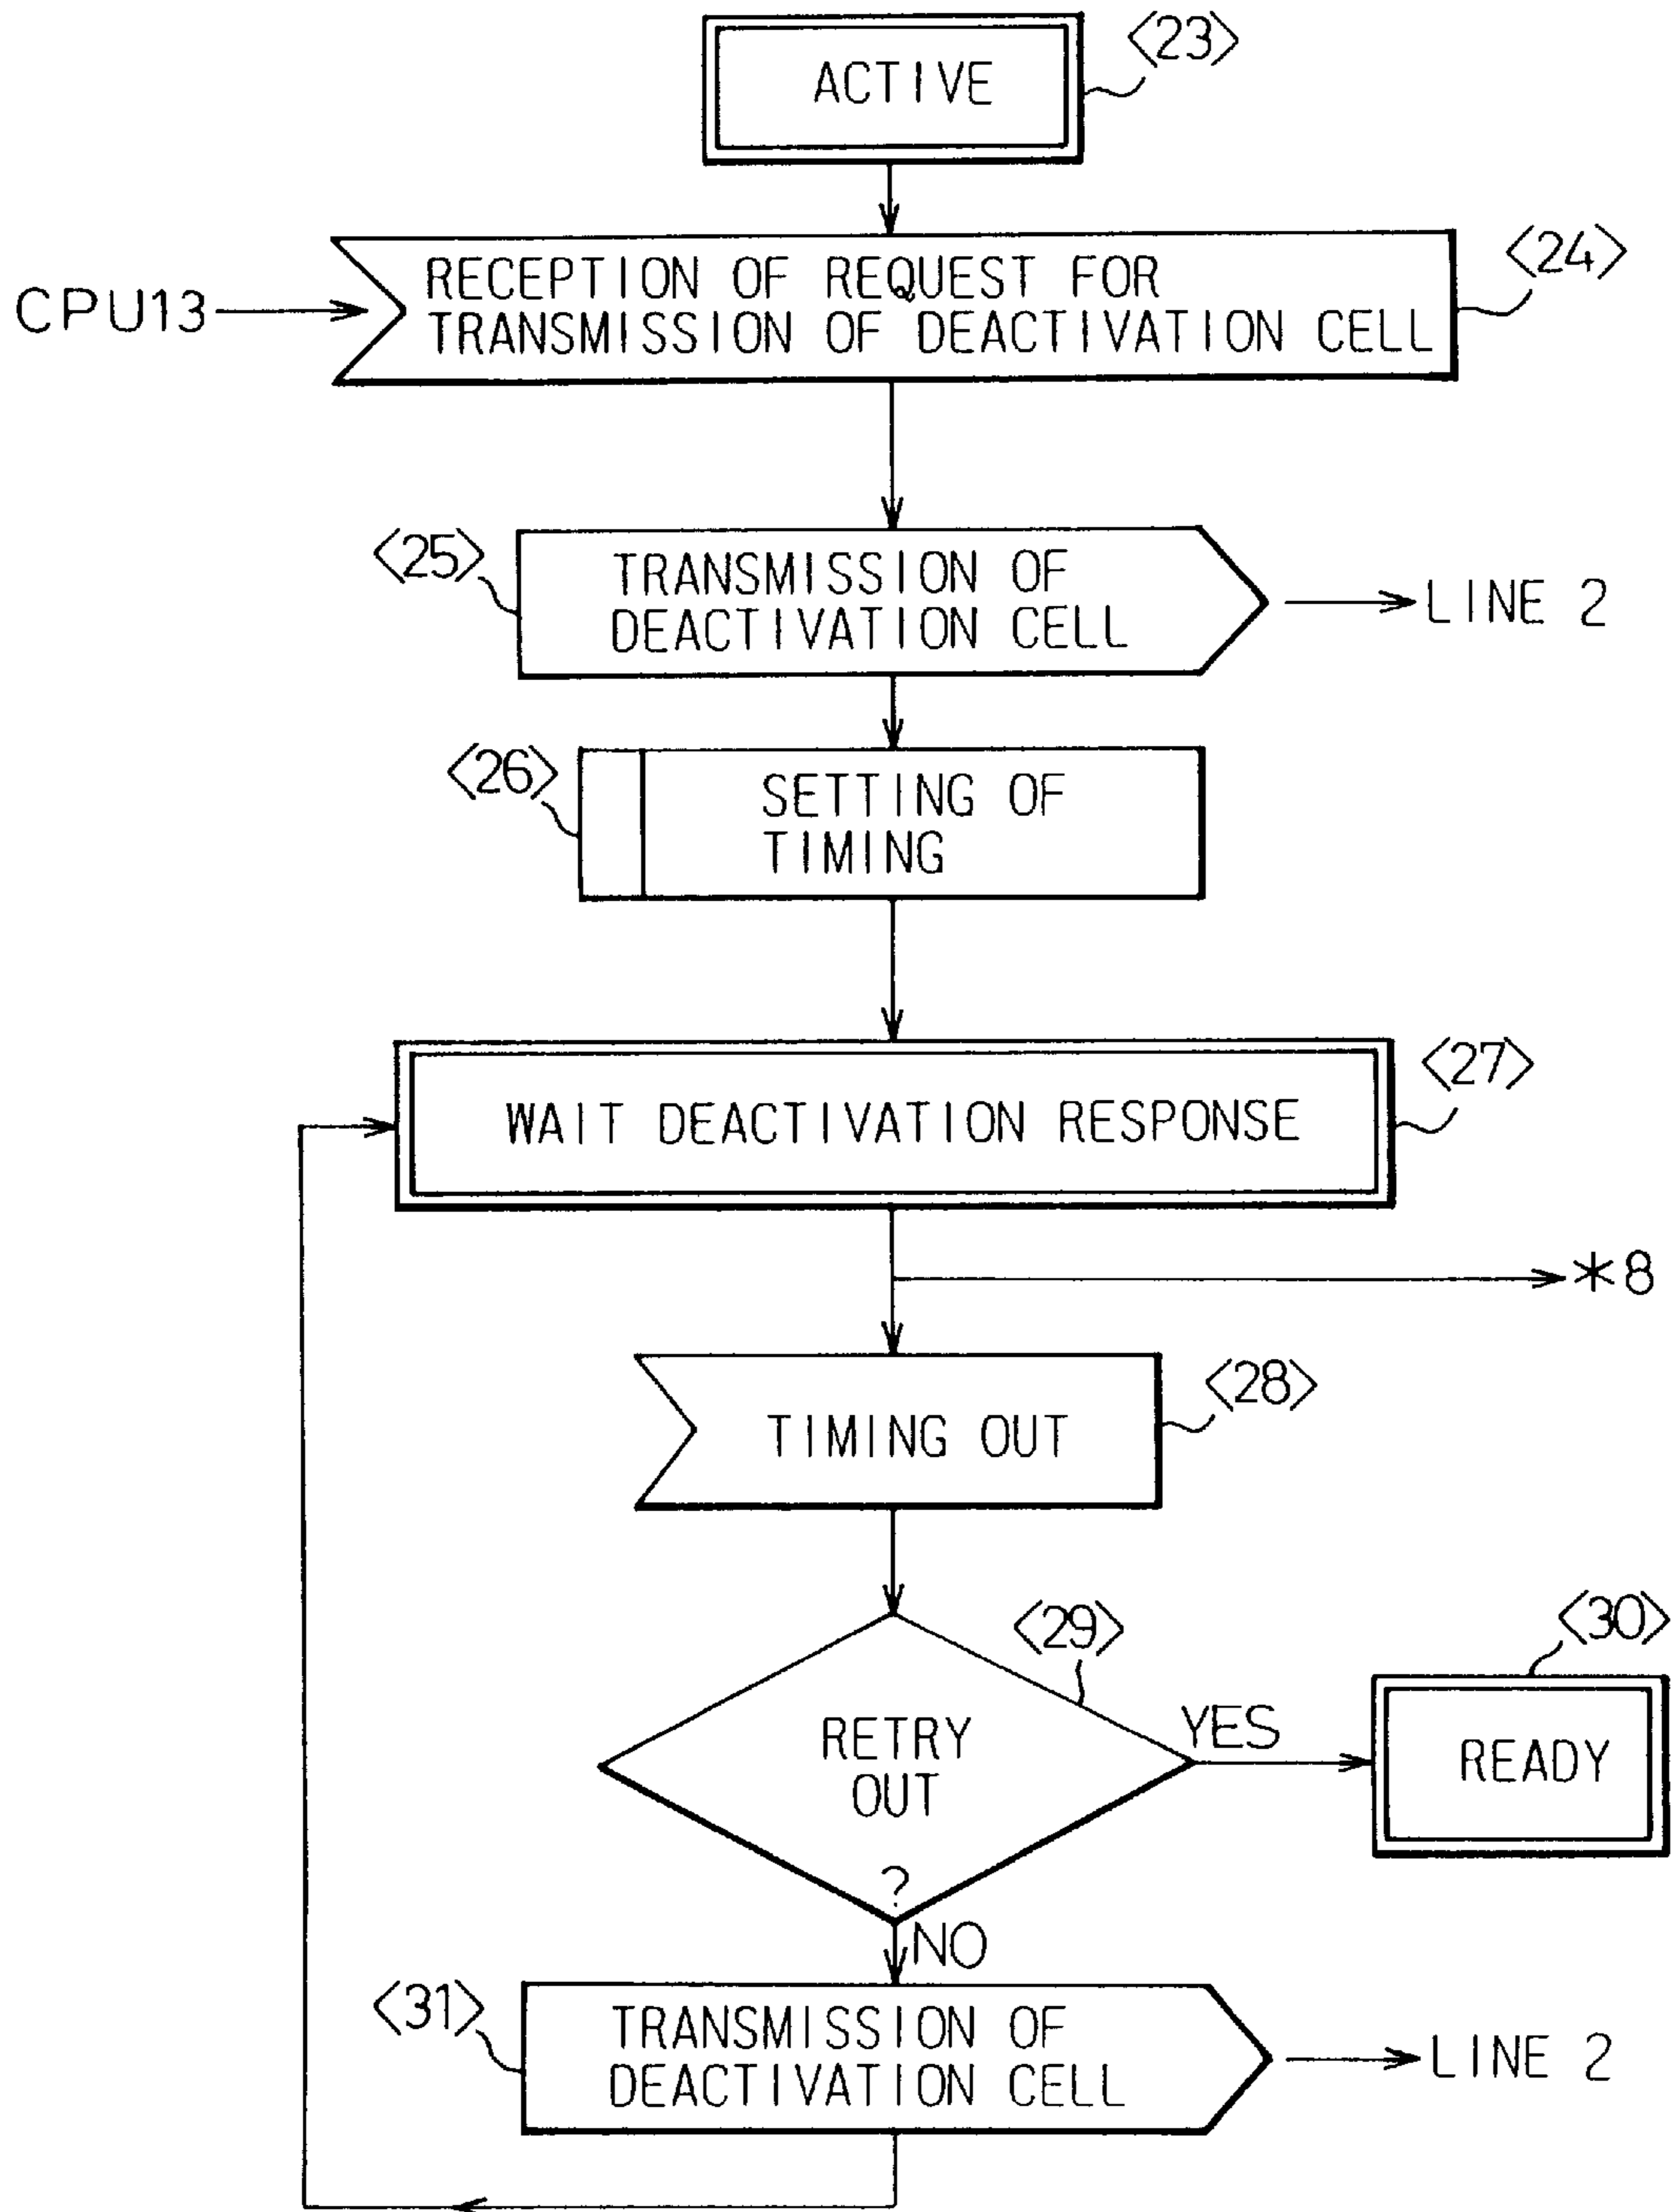 ACTIVE
<23>
CPU13
RECEPTION OF REQUEST FOR
TRANSMISSION OF DEACTIVATION CELL
<24>
<25>
TRANSMISSION OF
DEACTIVATION CELL
LINE 2
<26>
SETTING OF
TIMING
WAIT DEACTIVATION RESPONSE
<27>
*8
TIMING OUT
<28>
<29>
RETRY
OUT
?
YES
<30>
READY
NO
<31>
TRANSMISSION OF
DEACTIVATION CELL
LINE 2